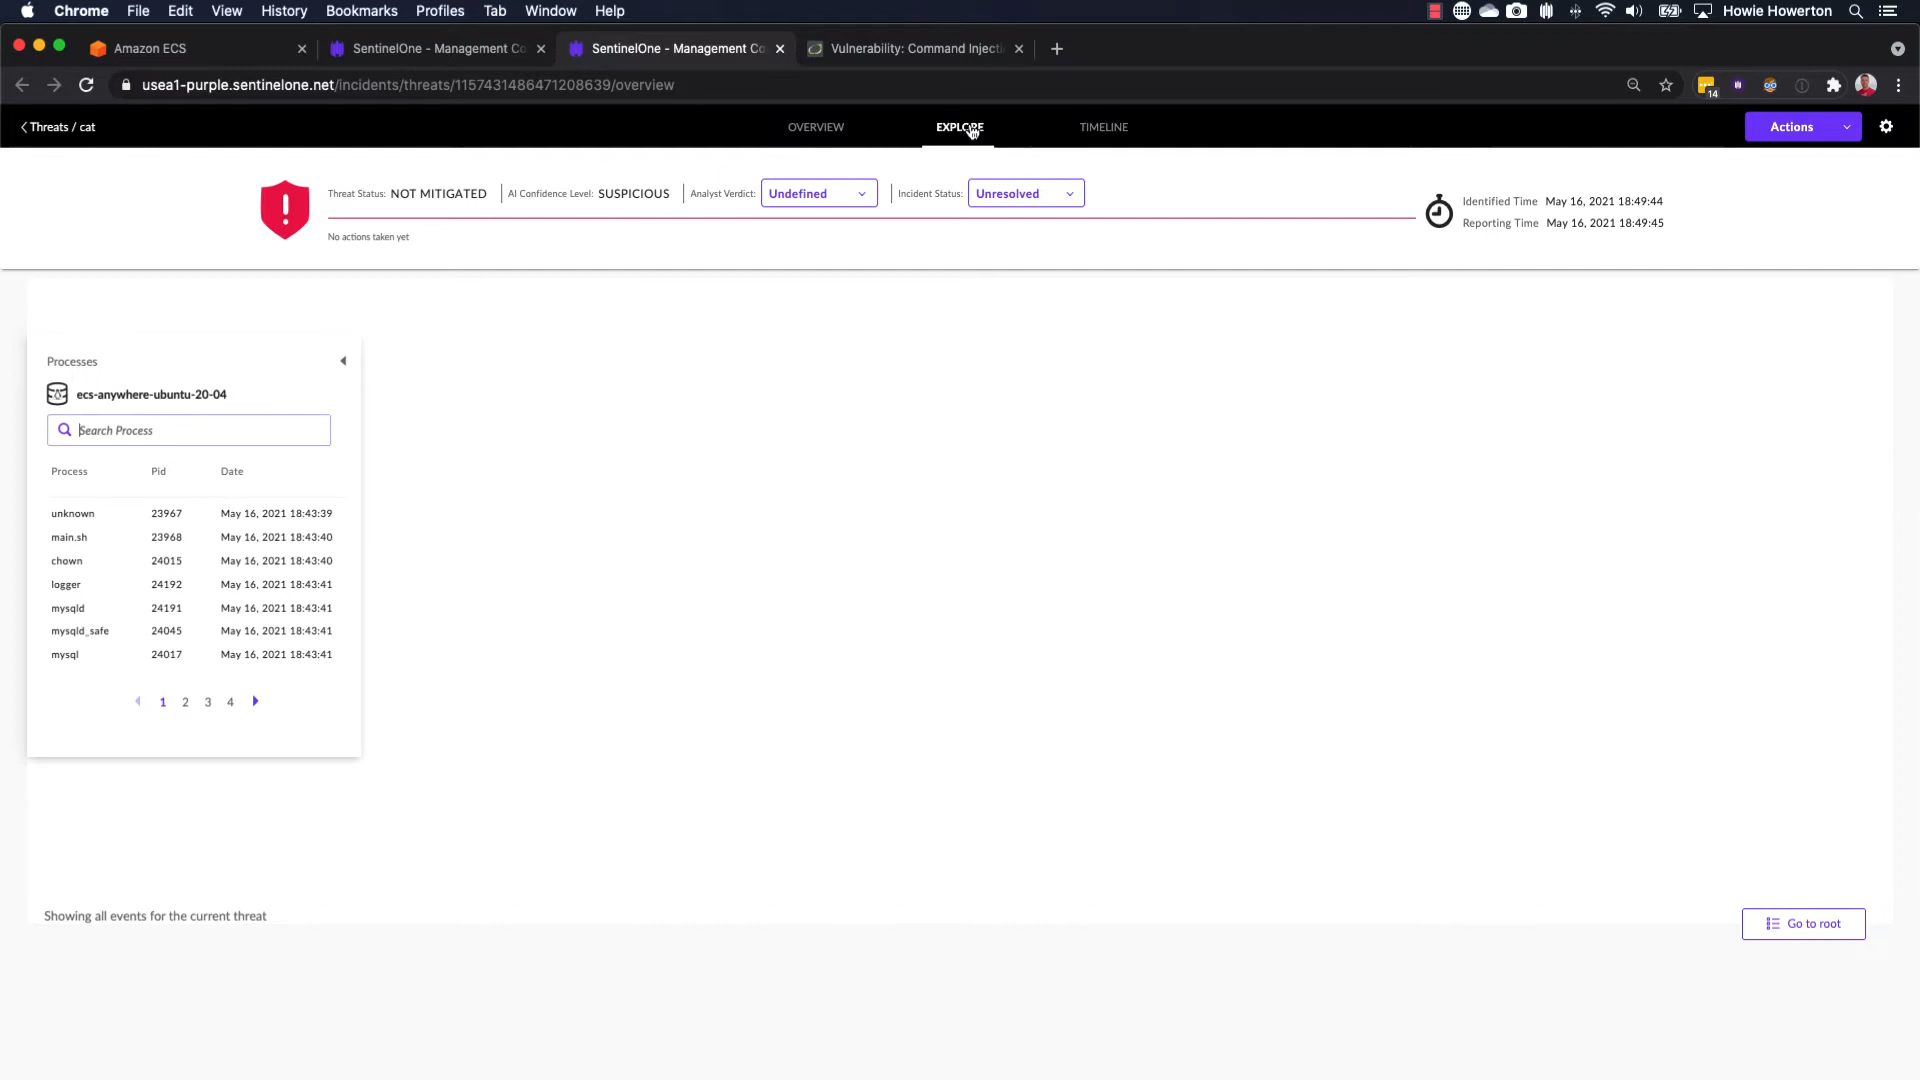 Chrome File Edit View History Bookmarks Profiles Tab Window Help Howie Howerton
Amazon ECS SentinelOne - Management Co SentinelOne - Management Co Vulnerability: Command Injecti
usea1-purple.sentinelone.net/incidents/threats/1157431486471208639/overview 14
Threats / cat OVERVIEW EXPLORE TIMELINE Actions
Threat Status: NOT MITIGATED AI Confidence Level: SUSPICIOUS Analyst Verdict: Undefined Incident Status: Unresolved
Identified Time May 16, 2021 18:49:44
Reporting Time May 16, 2021 18:49:45
No actions taken yet
Processes
ecs-anywhere-ubuntu-20-04
Search Process
Process Pid Date
unknown 23967 May 16, 2021 18:43:39
main.sh 23968 May 16, 2021 18:43:40
chown 24015 May 16, 2021 18:43:40
logger 24192 May 16, 2021 18:43:41
mysqld 24191 May 16, 2021 18:43:41
mysqld_safe 24045 May 16, 2021 18:43:41
mysql 24017 May 16, 2021 18:43:41
1 2 3 4
Showing all events for the current threat
Go to root